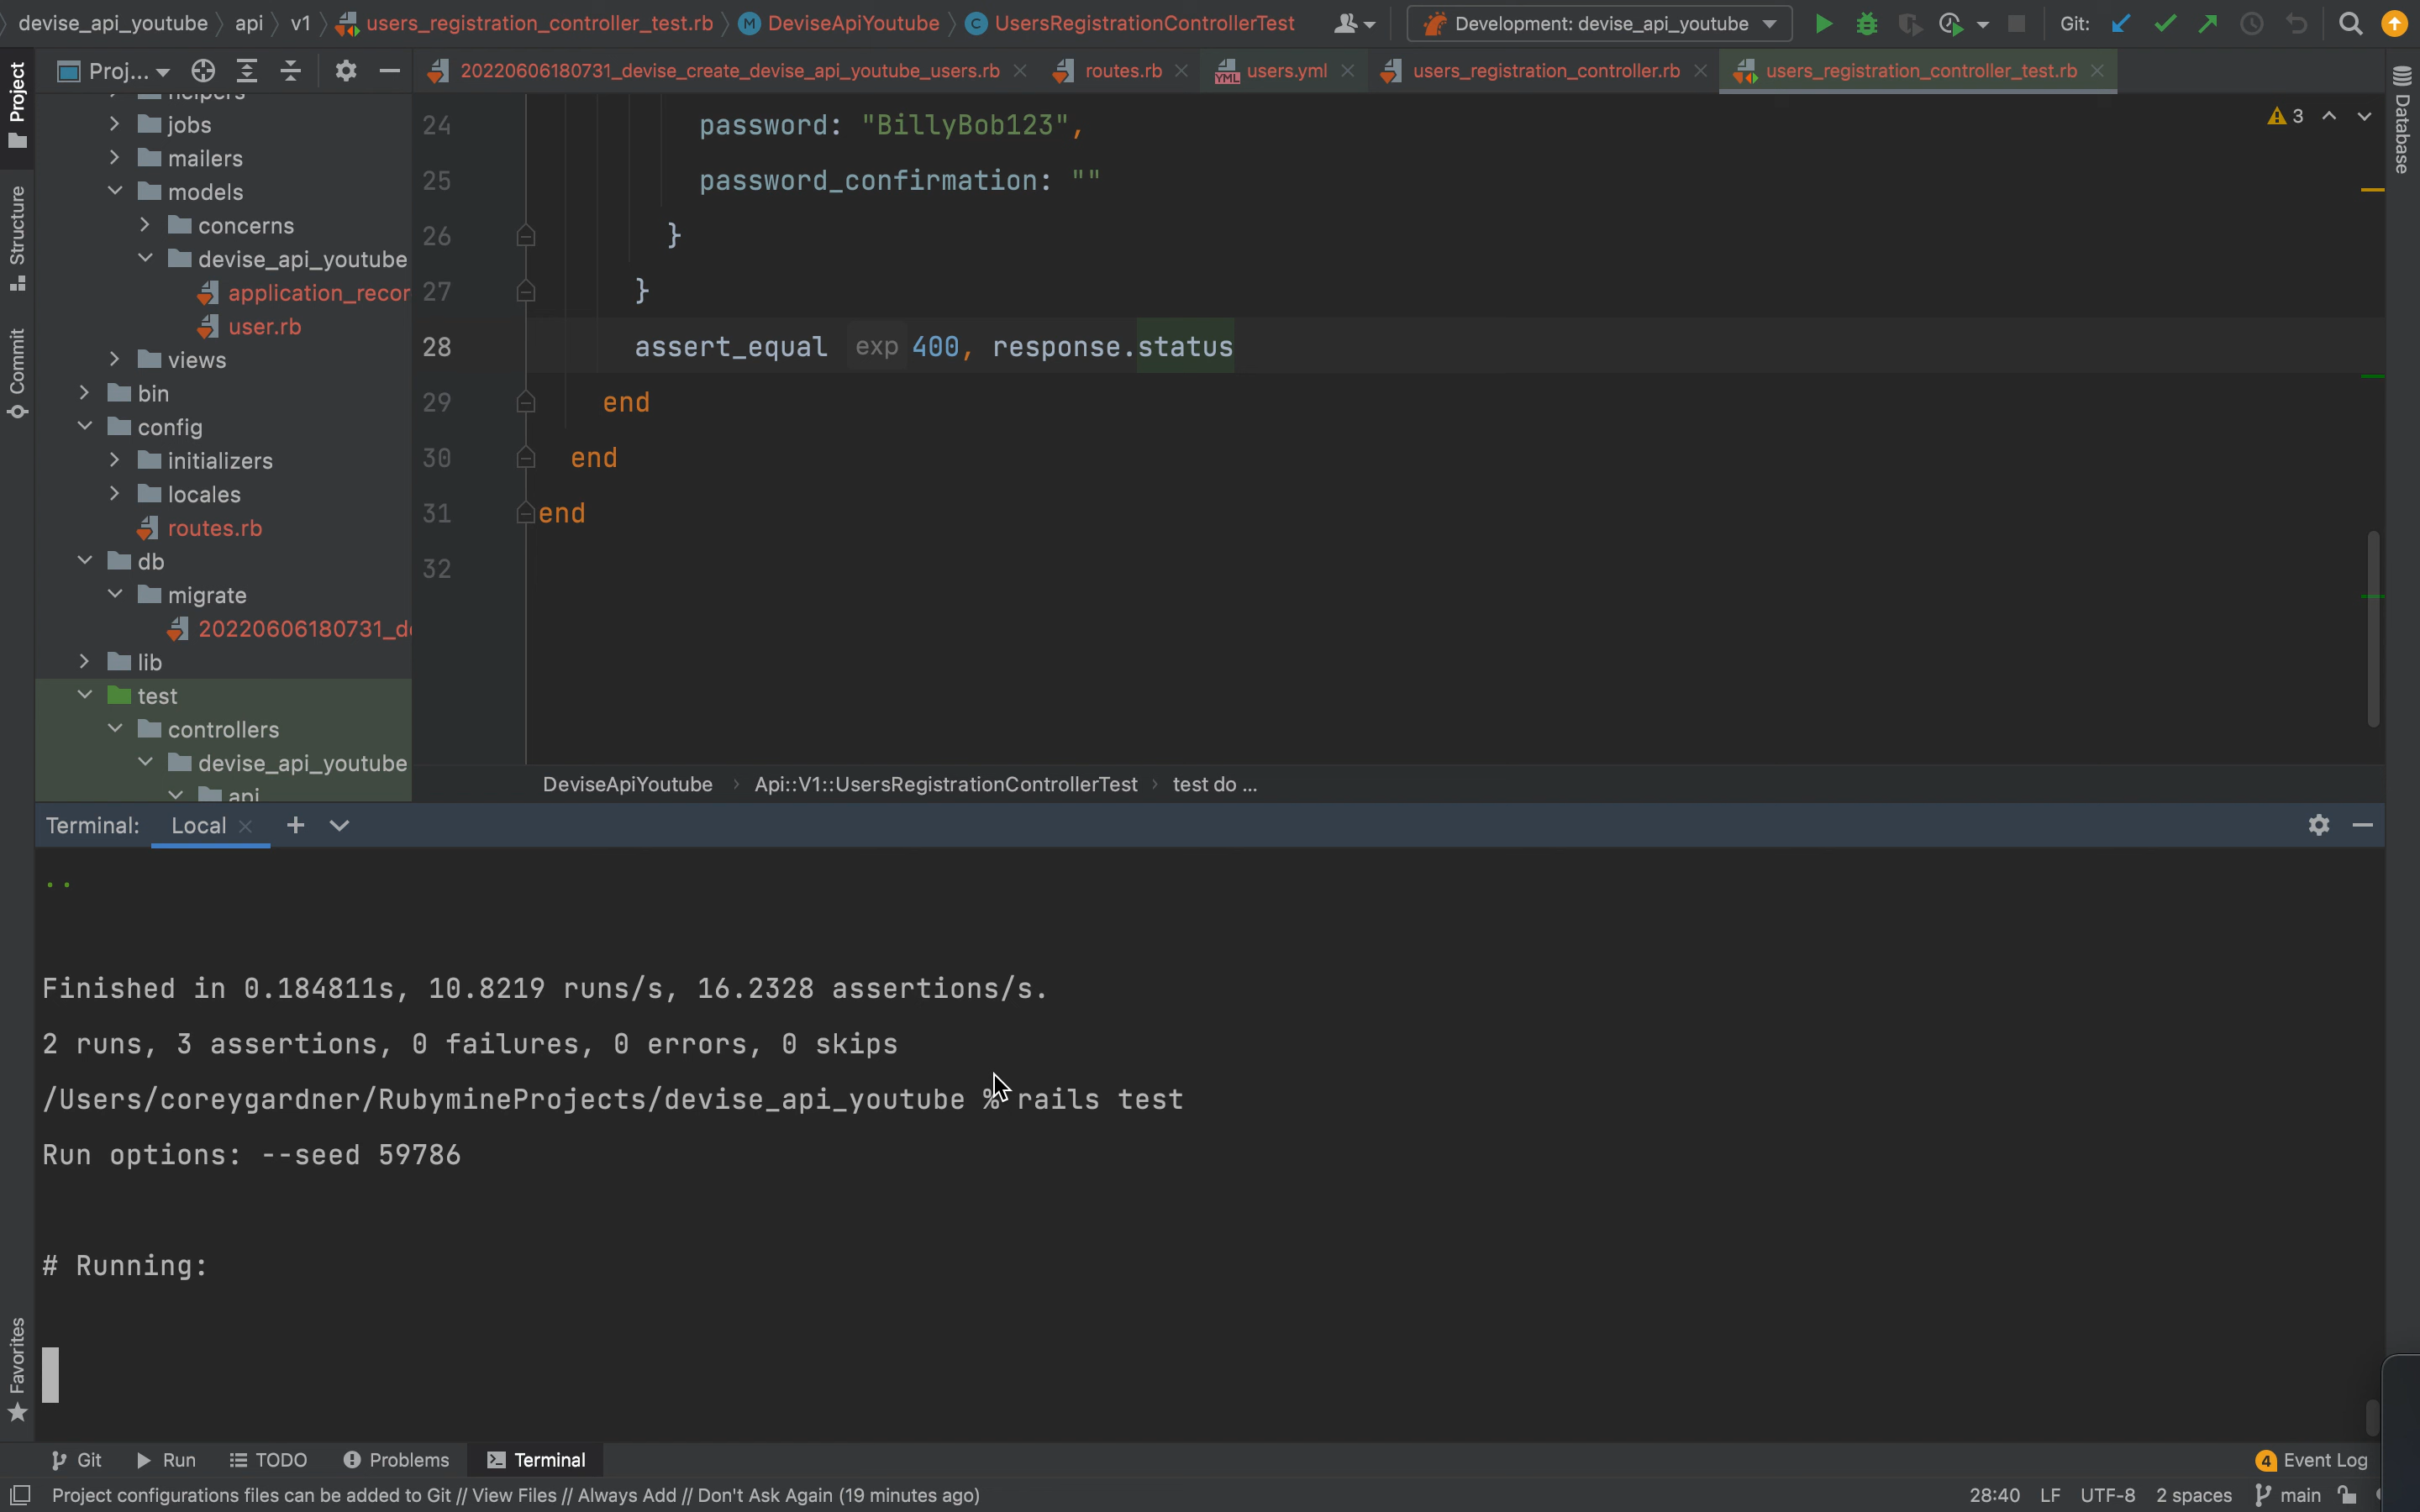 devise_api_youtube api v1 users_registration_controller_test.rb DeviseApiYoutube UsersRegistrationControllerTest Development: devise_api_youtube Git:
Proj... 20220606180731_devise_create_devise_api_youtube_users.rb routes.rb users.yml users_registration_controller.rb users_registration_controller_test.rb
Project
Structure
Commit
Favorites
Database
helpers
jobs
mailers
models
concerns
devise_api_youtube
application_recor
user.rb
views
bin
config
initializers
locales
routes.rb
db
migrate
20220606180731_de
lib
test
controllers
devise_api_youtube
api
3
24 password: "BillyBob123",
25 password_confirmation: ""
26 }
27 }
28 assert_equal exp 400, response.status
29 end
30 end
31 end
32
DeviseApiYoutube Api::V1::UsersRegistrationControllerTest test do ...
Terminal: Local
..
Finished in 0.184811s, 10.8219 runs/s, 16.2328 assertions/s.
2 runs, 3 assertions, 0 failures, 0 errors, 0 skips
/Users/coreygardner/RubymineProjects/devise_api_youtube % rails test
Run options: --seed 59786
# Running:
Git Run TODO Problems Terminal 4 Event Log
Project configurations files can be added to Git // View Files // Always Add // Don't Ask Again (19 minutes ago) 28:40 LF UTF-8 2 spaces main